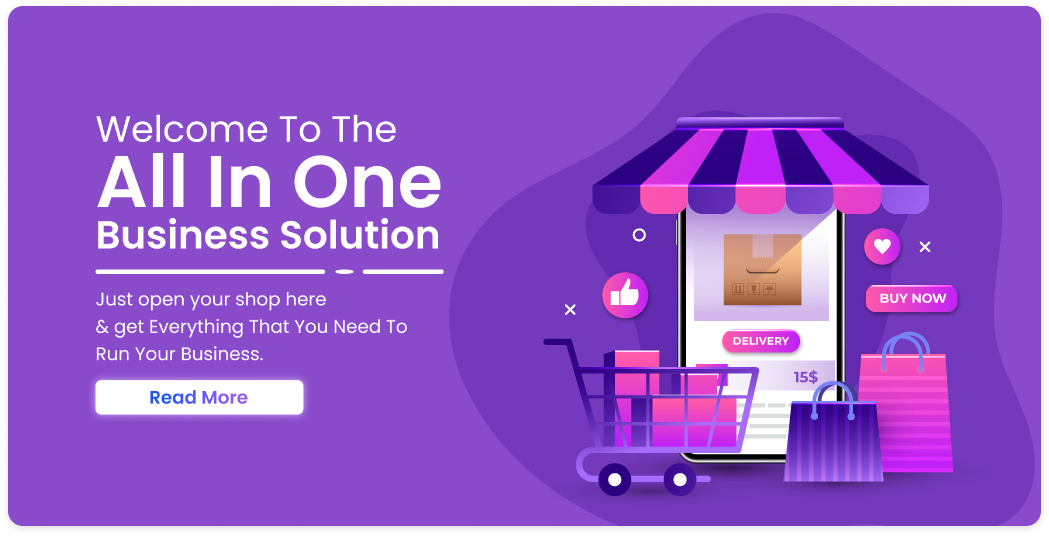 Welcome To The
All In One
Business Solution
Just open your shop here
& get Everything That You Need To
Run Your Business.
Read More
BUY NOW
DELIVERY
15$